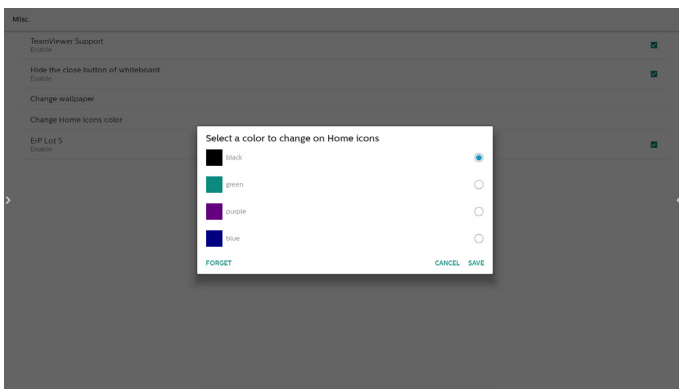 Misc.
TeamViewer Support
Enable
Hide the close button of whiteboard
Enable
Change wallpaper
Change Home icons color
ErP Lot 5
Enable
Select a color to change on Home icons
black
green
purple
blue
FORGET CANCEL SAVE